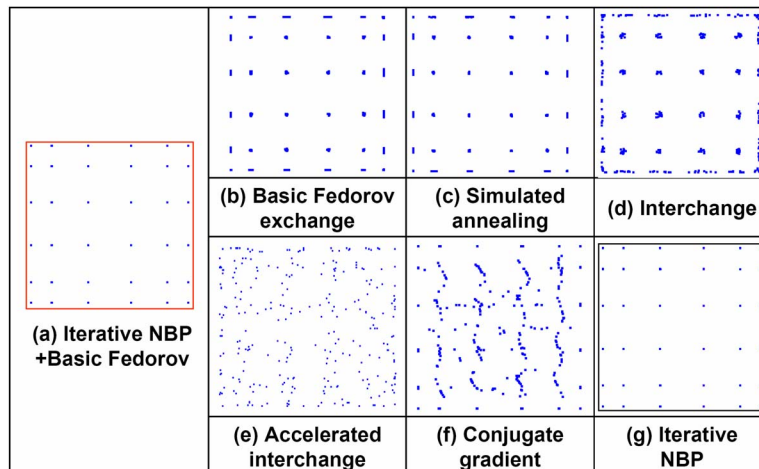 (a) Iterative NBP
+Basic Fedorov
(b) Basic Fedorov
exchange
(c) Simulated
annealing
(d) Interchange
(e) Accelerated
interchange
(f) Conjugate
gradient
(g) Iterative
NBP